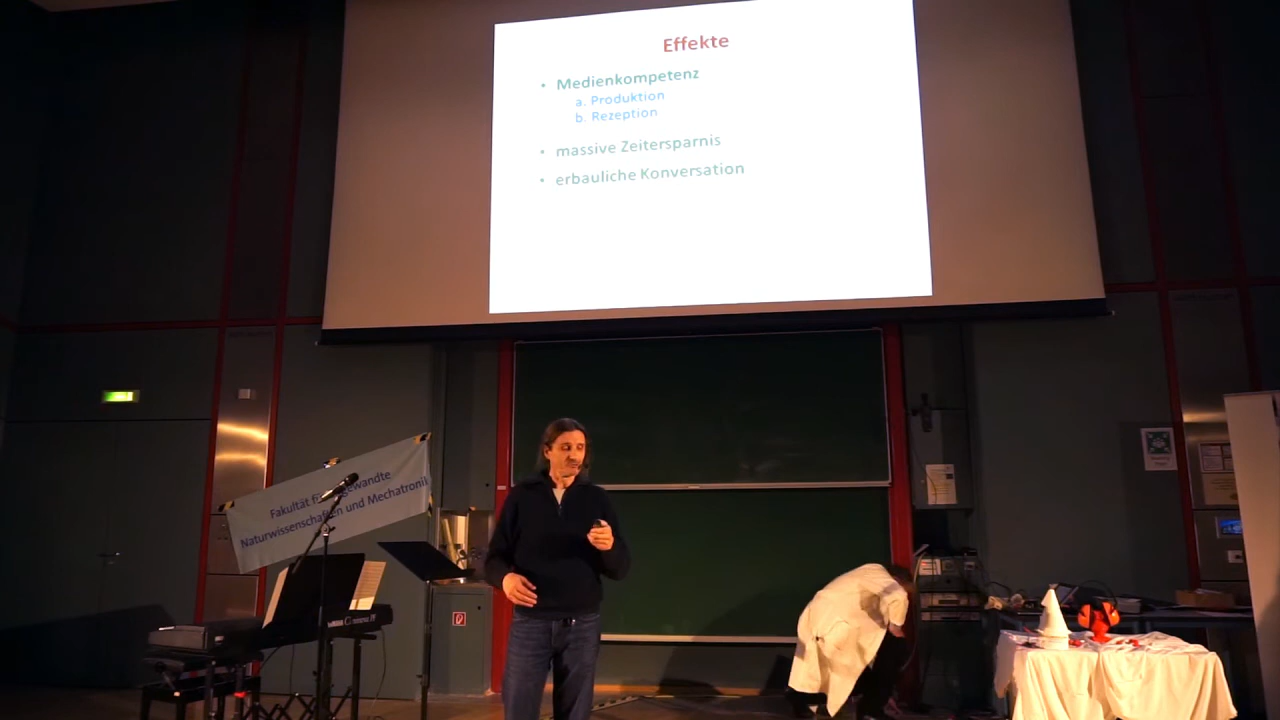 Effekte
• Medienkompetenz
a. Produktion
b. Rezeption
• massive Zeitersparnis
• erbauliche Konversation
Fakultät für Angewandte
Naturwissenschaften und Mechatronik